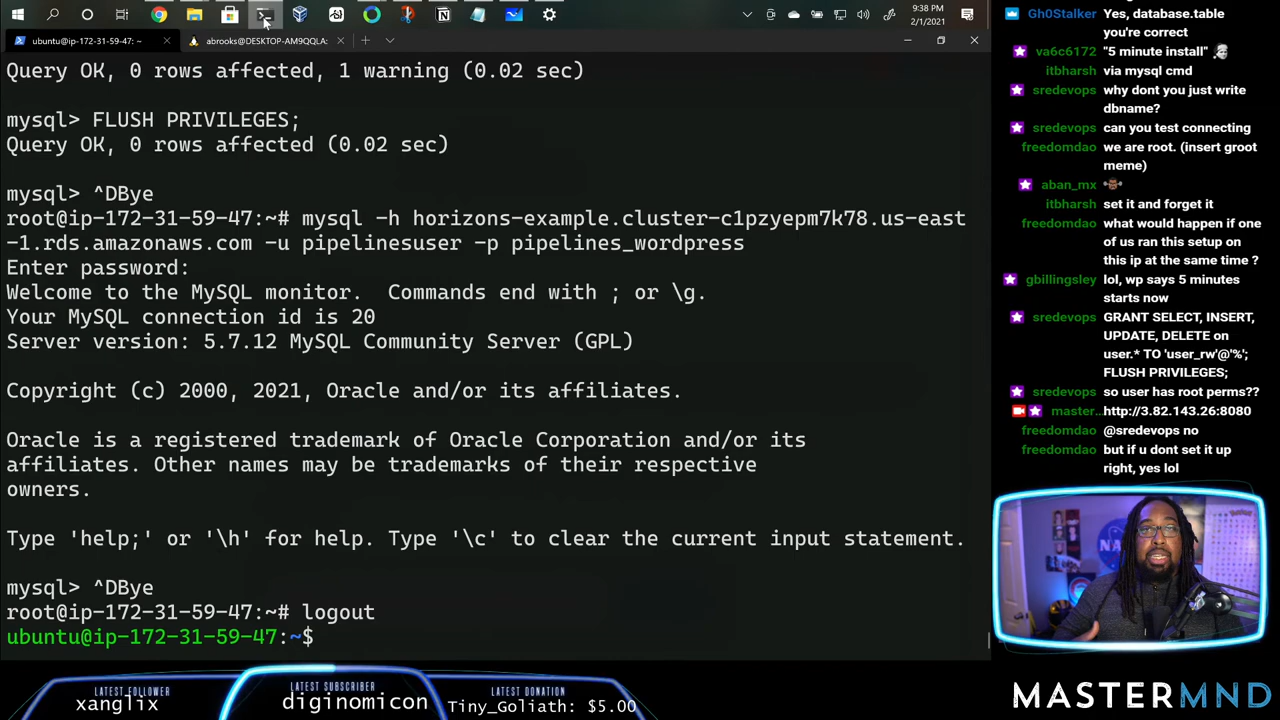 9:38 PM
2/1/2021
ubuntu@ip-172-31-59-47: ~
abrooks@DESKTOP-AM9QQLA:
Query OK, 0 rows affected, 1 warning (0.02 sec)
mysql> FLUSH PRIVILEGES;
Query OK, 0 rows affected (0.02 sec)
mysql> ^DBye
root@ip-172-31-59-47:~# mysql -h horizons-example.cluster-c1pzyepm7k78.us-east
-1.rds.amazonaws.com -u pipelinesuser -p pipelines_wordpress
Enter password:
Welcome to the MySQL monitor.  Commands end with ; or \g.
Your MySQL connection id is 20
Server version: 5.7.12 MySQL Community Server (GPL)
Copyright (c) 2000, 2021, Oracle and/or its affiliates.
Oracle is a registered trademark of Oracle Corporation and/or its
affiliates. Other names may be trademarks of their respective
owners.
Type 'help;' or '\h' for help. Type '\c' to clear the current input statement.
mysql> ^DBye
root@ip-172-31-59-47:~# logout
ubuntu@ip-172-31-59-47:~$
Gh0Stalker Yes, database.table
you're correct
va6c6172 "5 minute install"
itbharsh via mysql cmd
sredevops why dont you just write
dbname?
sredevops can you test connecting
freedomdao we are root. (insert groot
meme)
aban_mx
itbharsh set it and forget it
freedomdao what would happen if one
of us ran this setup on
this ip at the same time ?
gbillingsley lol, wp says 5 minutes
starts now
sredevops GRANT SELECT, INSERT,
UPDATE, DELETE on
user.* TO 'user_rw'@'%';
FLUSH PRIVILEGES;
sredevops so user has root perms??
master... http://3.82.143.26:8080
freedomdao @sredevops no
freedomdao but if u dont set it up
right, yes lol
LATEST FOLLOWER
xanglix
LATEST SUBSCRIBER
diginomicon
LATEST DONATION
Tiny_Goliath: $5.00
MASTERMND